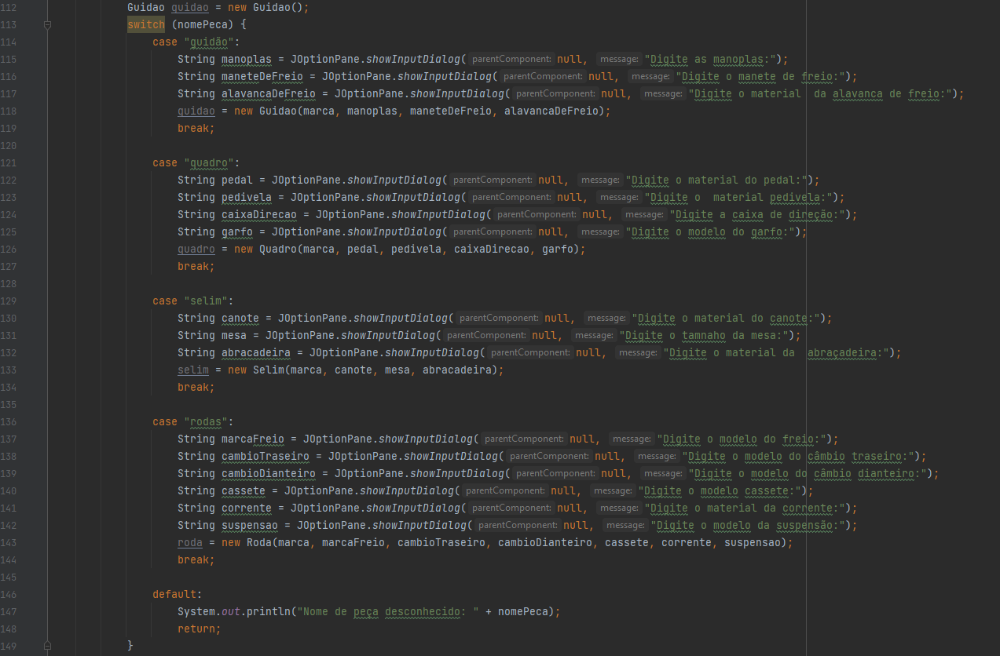 112 Guidao guidao = new Guidao();
113 switch (nomePeca) {
114 case "guidão":
115 String manoplas = JOptionPane.showInputDialog( parentComponent: null, message: "Digite as manoplas:");
116 String maneteDeFreio = JOptionPane.showInputDialog( parentComponent: null, message: "Digite o manete de freio:");
117 String alavancaDeFreio = JOptionPane.showInputDialog( parentComponent: null, message: "Digite o material  da alavanca de freio:");
118 guidao = new Guidao(marca, manoplas, maneteDeFreio, alavancaDeFreio);
119 break;
120
121 case "quadro":
122 String pedal = JOptionPane.showInputDialog( parentComponent: null, message: "Digite o material do pedal:");
123 String pedivela = JOptionPane.showInputDialog( parentComponent: null, message: "Digite o  material pedivela:");
124 String caixaDirecao = JOptionPane.showInputDialog( parentComponent: null, message: "Digite a caixa de direção:");
125 String garfo = JOptionPane.showInputDialog( parentComponent: null, message: "Digite o modelo do garfo:");
126 quadro = new Quadro(marca, pedal, pedivela, caixaDirecao, garfo);
127 break;
128
129 case "selim":
130 String canote = JOptionPane.showInputDialog( parentComponent: null, message: "Digite o material do canote:");
131 String mesa = JOptionPane.showInputDialog( parentComponent: null, message: "Digite o tamnaho da mesa:");
132 String abracadeira = JOptionPane.showInputDialog( parentComponent: null, message: "Digite o material da  abraçadeira:");
133 selim = new Selim(marca, canote, mesa, abracadeira);
134 break;
135
136 case "rodas":
137 String marcaFreio = JOptionPane.showInputDialog( parentComponent: null, message: "Digite o modelo do freio:");
138 String cambioTraseiro = JOptionPane.showInputDialog( parentComponent: null, message: "Digite o modelo do câmbio traseiro:");
139 String cambioDianteiro = JOptionPane.showInputDialog( parentComponent: null, message: "Digite o modelo do câmbio dianteiro:");
140 String cassete = JOptionPane.showInputDialog( parentComponent: null, message: "Digite o modelo cassete:");
141 String corrente = JOptionPane.showInputDialog( parentComponent: null, message: "Digite o material da corrente:");
142 String suspensao = JOptionPane.showInputDialog( parentComponent: null, message: "Digite o modelo da suspensão:");
143 roda = new Roda(marca, marcaFreio, cambioTraseiro, cambioDianteiro, cassete, corrente, suspensao);
144 break;
145
146 default:
147 System.out.println("Nome de peça desconhecido: " + nomePeca);
148 return;
149 }